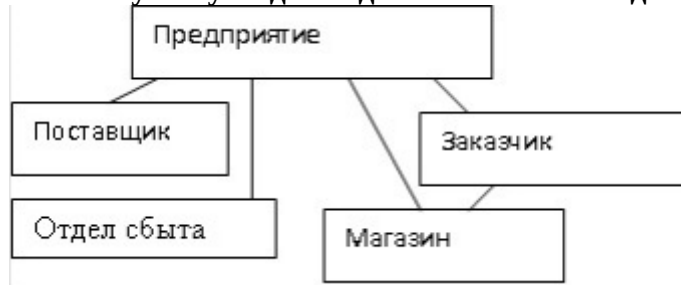 Предприятие
Поставщик
Заказчик
Отдел сбыта
Магазин